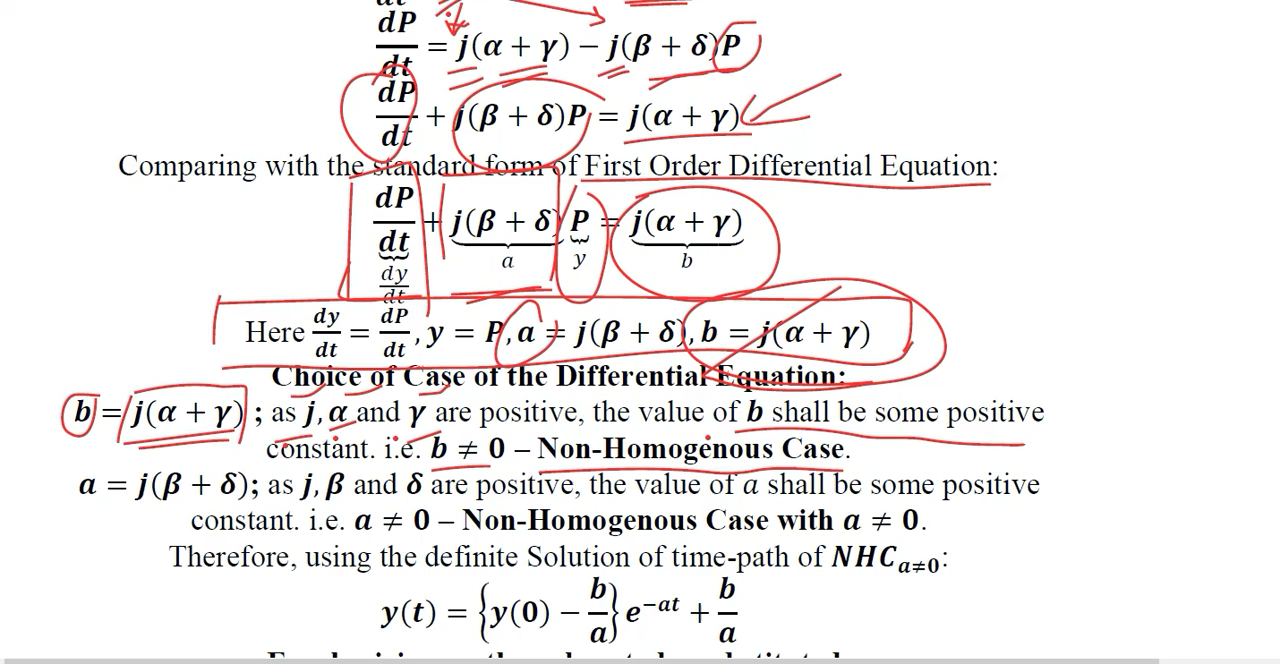 dP/dt = j(α + γ) − j(β + δ)P
dP/dt + j(β + δ)P = j(α + γ)
Comparing with the standard form of First Order Differential Equation:
dP/dt + j(β + δ) P = j(α + γ)
dy/dt a y b
Here dy/dt = dP/dt, y = P, a = j(β + δ), b = j(α + γ)
Choice of Case of the Differential Equation:
b = j(α + γ) ; as j, α and γ are positive, the value of b shall be some positive
constant. i.e. b ≠ 0 – Non-Homogenous Case.
a = j(β + δ); as j, β and δ are positive, the value of a shall be some positive
constant. i.e. a ≠ 0 – Non-Homogenous Case with a ≠ 0.
Therefore, using the definite Solution of time-path of NHCₐ≠₀:
y(t) = {y(0) − b/a} e^−at + b/a